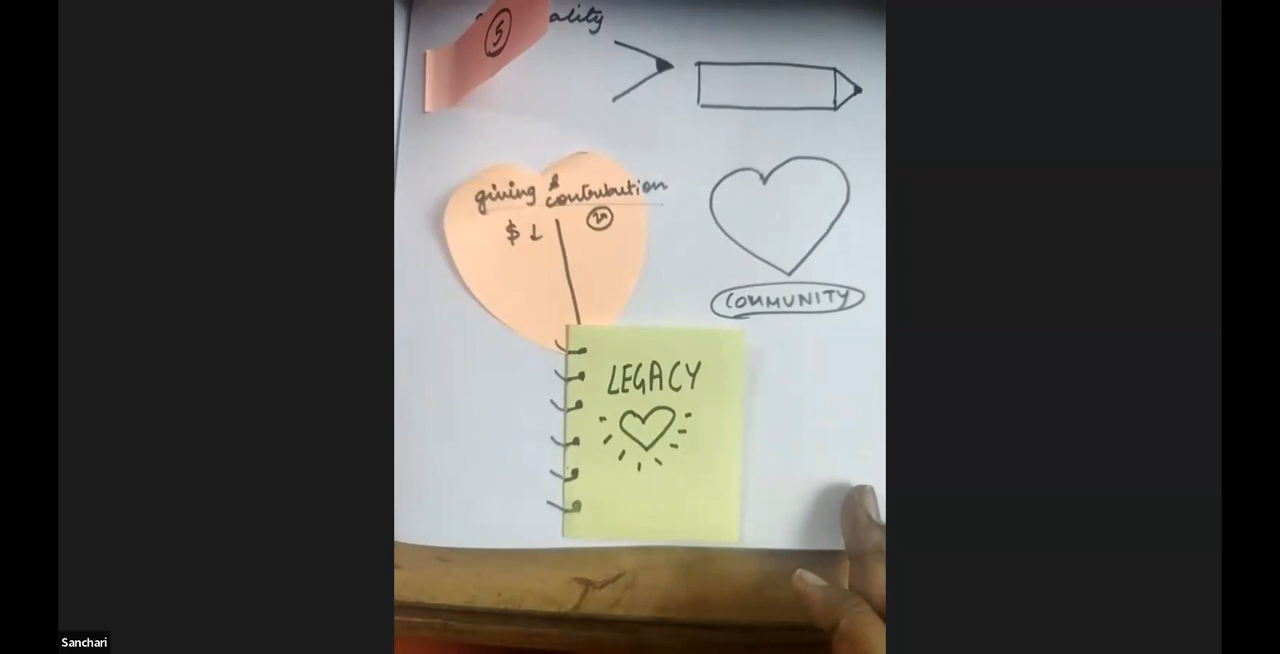 5
giving & contribution
$ ↓
COMMUNITY
LEGACY
Sanchari